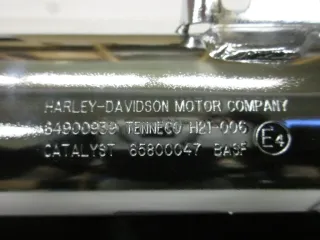 HARLEY-DAVIDSON MOTOR COMPANY
64900939 TENNECO H21-006 E4
CATALYST 65800047 BASF